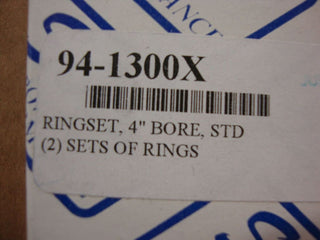 94-1300X
RINGSET, 4" BORE, STD
(2) SETS OF RINGS